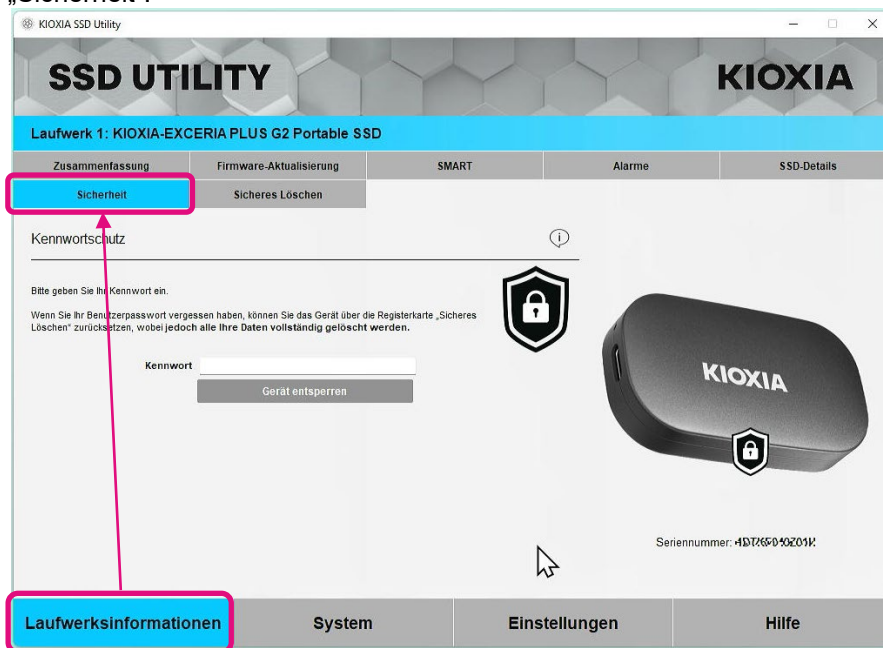 „Sicherheit“.
KIOXIA SSD Utility
SSD UTILITY
KIOXIA
Laufwerk 1: KIOXIA-EXCERIA PLUS G2 Portable SSD
Zusammenfassung Firmware-Aktualisierung SMART Alarme SSD-Details
Sicherheit Sicheres Löschen
Kennwortschutz
Bitte geben Sie Ihr Kennwort ein.
Wenn Sie Ihr Benutzerpasswort vergessen haben, können Sie das Gerät über die Registerkarte „Sicheres
Löschen“ zurücksetzen, wobei jedoch alle Ihre Daten vollständig gelöscht werden.
Kennwort
Gerät entsperren
KIOXIA
Seriennummer:
Laufwerksinformationen System Einstellungen Hilfe